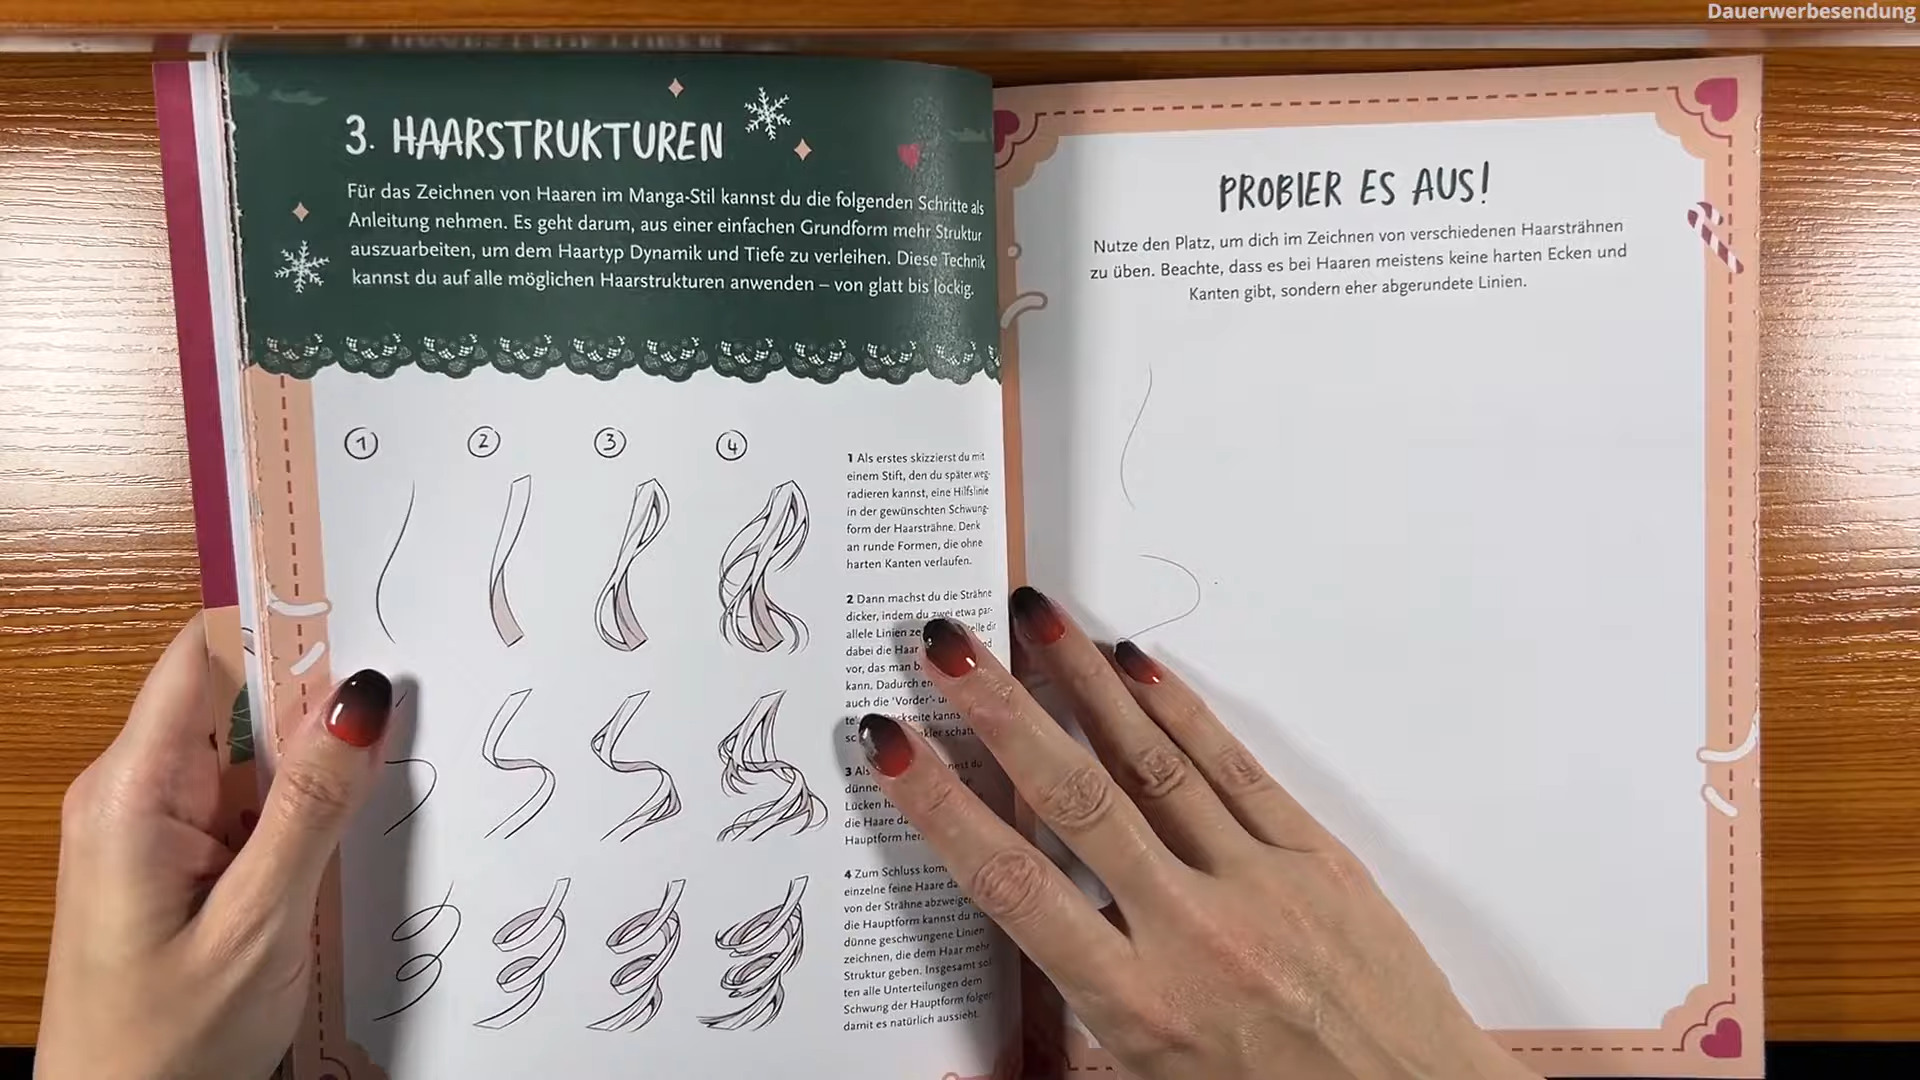 Dauerwerbesendung
3. HAARSTRUKTUREN
Für das Zeichnen von Haaren im Manga-Stil kannst du die folgenden Schritte als
Anleitung nehmen. Es geht darum, aus einer einfachen Grundform mehr Struktur
auszuarbeiten, um dem Haartyp Dynamik und Tiefe zu verleihen. Diese Technik
kannst du auf alle möglichen Haarstrukturen anwenden – von glatt bis lockig.
1
2
3
4
1 Als erstes skizzierst du mit
einem Stift, den du später weg-
radieren kannst, eine Hilfslinie
in der gewünschten Schwung-
form der Haarsträhne. Denk
an runde Formen, die ohne
harten Kanten verlaufen.
2 Dann machst du die Strähne
dicker, indem du zwei etwa par-
allele Linien
dabei die Haar
vor, das man
kann. Dadurch
auch die 'Vorder'-
3
dünne
Lücken
die Haare
Hauptform
4 Zum Schluss
einzelne feine Haare
von der Strähne
die Hauptform kannst du
dünne geschwungene Linien
zeichnen, die dem Haar mehr
Struktur geben. Insgesamt sol
ten alle Unterteilungen dem
Schwung der Hauptform folgen
damit es natürlich aussieht.
PROBIER ES AUS!
Nutze den Platz, um dich im Zeichnen von verschiedenen Haarsträhnen
zu üben. Beachte, dass es bei Haaren meistens keine harten Ecken und
Kanten gibt, sondern eher abgerundete Linien.